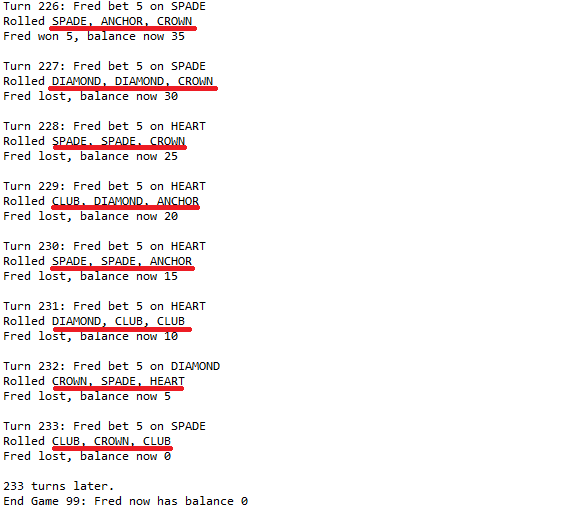 Turn 226: Fred bet 5 on SPADE
Rolled SPADE, ANCHOR, CROWN
Fred won 5, balance now 35
Turn 227: Fred bet 5 on SPADE
Rolled DIAMOND, DIAMOND, CROWN
Fred lost, balance now 30
Turn 228: Fred bet 5 on HEART
Rolled SPADE, SPADE, CROWN
Fred lost, balance now 25
Turn 229: Fred bet 5 on HEART
Rolled CLUB, DIAMOND, ANCHOR
Fred lost, balance now 20
Turn 230: Fred bet 5 on HEART
Rolled SPADE, SPADE, ANCHOR
Fred lost, balance now 15
Turn 231: Fred bet 5 on HEART
Rolled DIAMOND, CLUB, CLUB
Fred lost, balance now 10
Turn 232: Fred bet 5 on DIAMOND
Rolled CROWN, SPADE, HEART
Fred lost, balance now 5
Turn 233: Fred bet 5 on SPADE
Rolled CLUB, CROWN, CLUB
Fred lost, balance now 0
233 turns later.
End Game 99: Fred now has balance 0